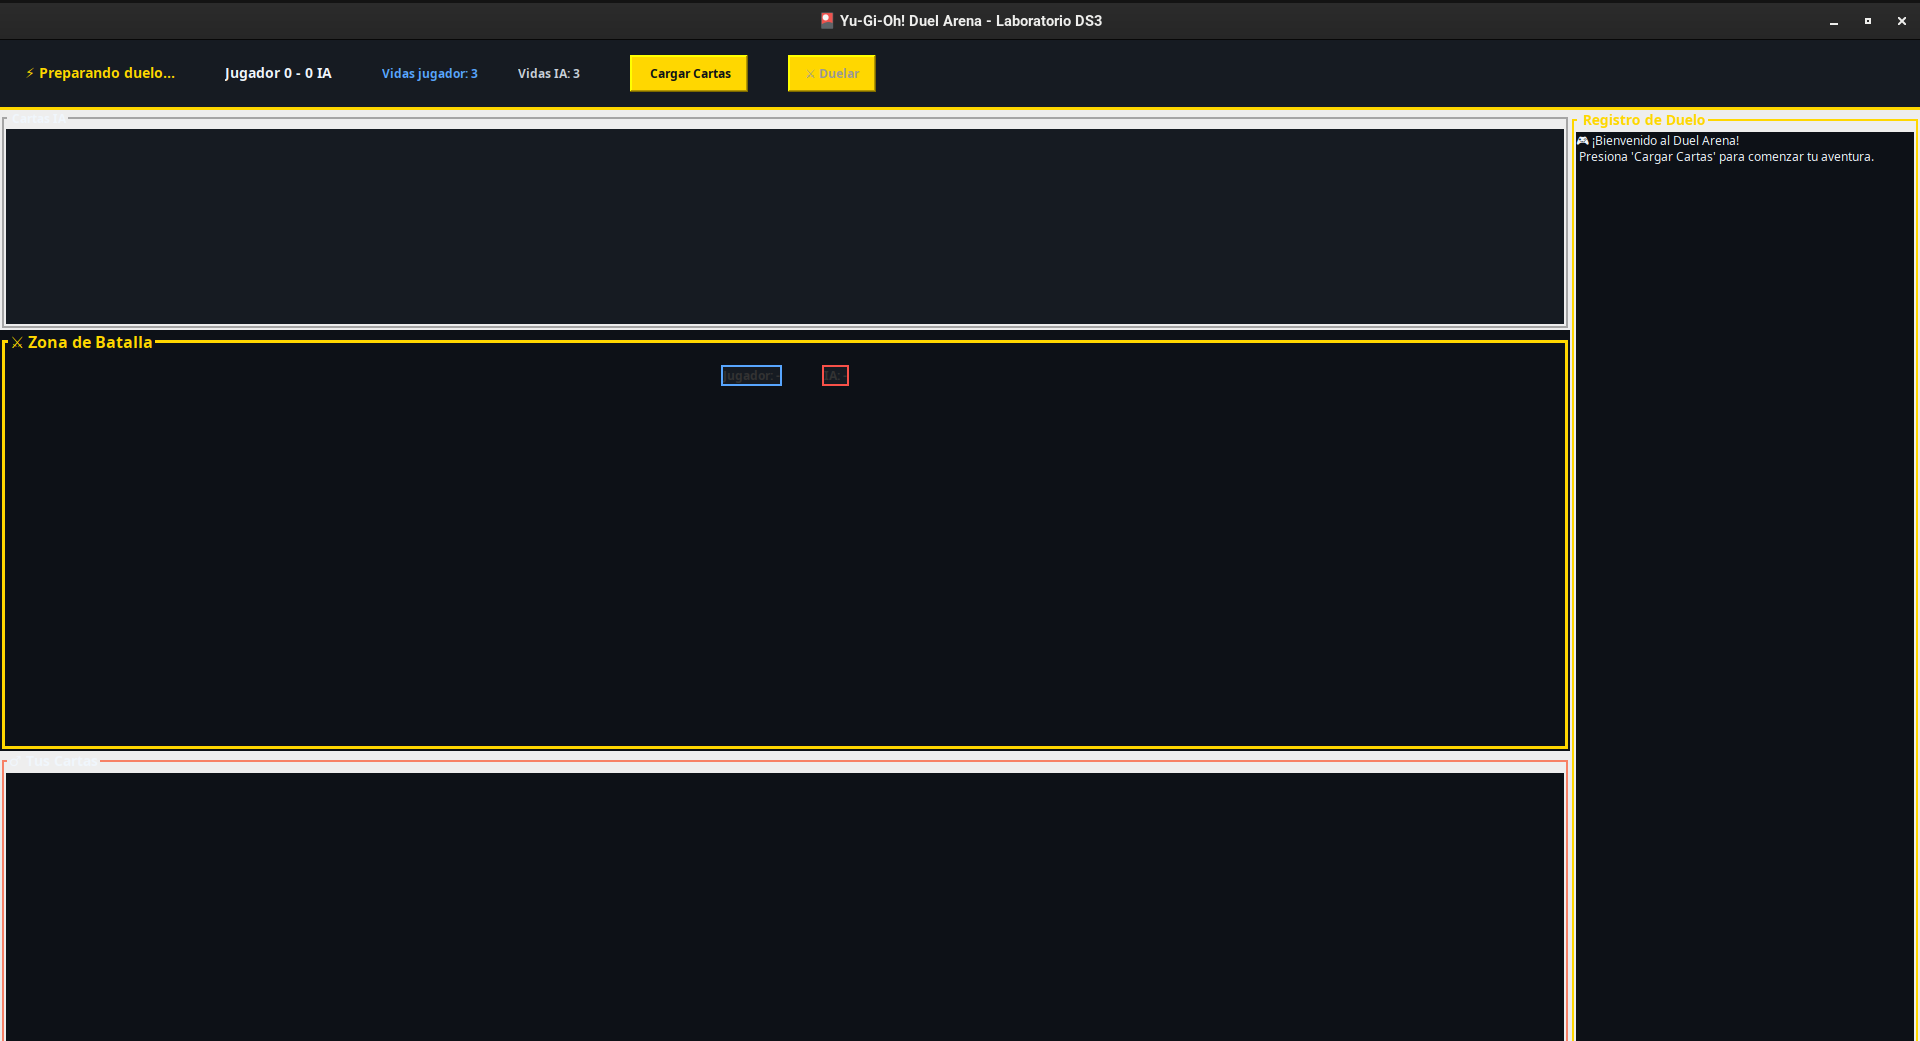 Yu-Gi-Oh! Duel Arena - Laboratorio DS3
⚡ Preparando duelo...
Jugador 0 - 0 IA
Vidas jugador: 3
Vidas IA: 3
Cargar Cartas
⚔ Duelar
Cartas IA
Registro de Duelo
🎮 ¡Bienvenido al Duel Arena!
Presiona 'Cargar Cartas' para comenzar tu aventura.
⚔ Zona de Batalla
Jugador: -
IA: -
Tus Cartas